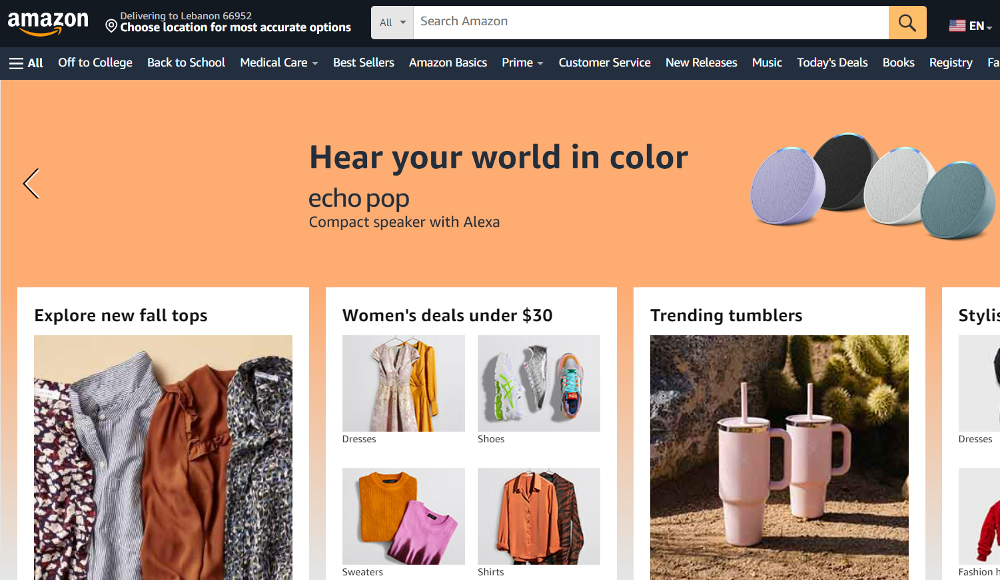 amazon
Delivering to Lebanon 66952
Choose location for most accurate options
All
Search Amazon
EN
All Off to College Back to School Medical Care Best Sellers Amazon Basics Prime Customer Service New Releases Music Today's Deals Books Registry Fa
Hear your world in color
echo pop
Compact speaker with Alexa
Explore new fall tops
Women's deals under $30
Dresses
Shoes
Sweaters
Shirts
Trending tumblers
Stylis
Dresses
Fashion h